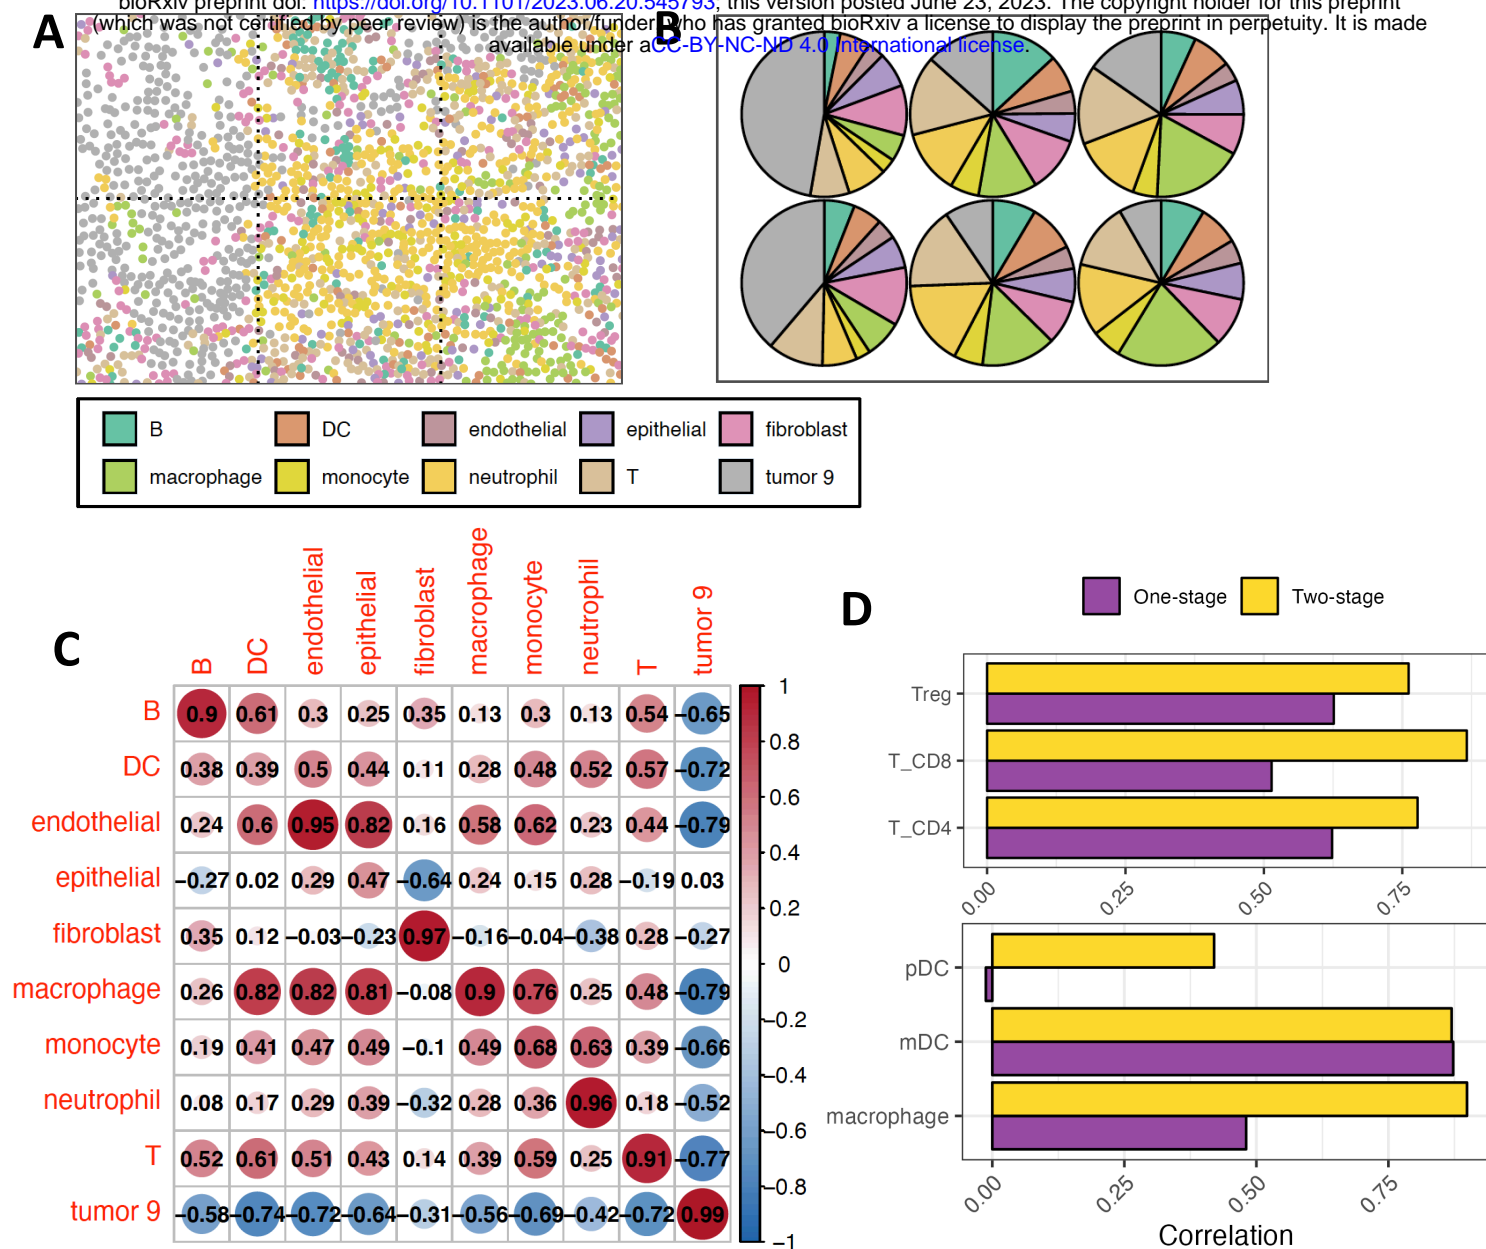 bioRxiv preprint doi: https://doi.org/10.1101/2023.06.20.545793; this version posted June 23, 2023. The copyright holder for this preprint
(which was not certified by peer review) is the author/funder, who has granted bioRxiv a license to display the preprint in perpetuity. It is made
available under aCC-BY-NC-ND 4.0 International license.
A
B
B DC endothelial epithelial fibroblast
macrophage monocyte neutrophil T tumor 9
C
B DC endothelial epithelial fibroblast macrophage monocyte neutrophil T tumor 9
B 0.9 0.61 0.3 0.25 0.35 0.13 0.3 0.13 0.54 −0.65
DC 0.38 0.39 0.5 0.44 0.11 0.28 0.48 0.52 0.57 −0.72
endothelial 0.24 0.6 0.95 0.82 0.16 0.58 0.62 0.23 0.44 −0.79
epithelial −0.27 0.02 0.29 0.47 −0.64 0.24 0.15 0.28 −0.19 0.03
fibroblast 0.35 0.12 −0.03 −0.23 0.97 −0.16 −0.04 −0.38 0.28 −0.27
macrophage 0.26 0.82 0.82 0.81 −0.08 0.9 0.76 0.25 0.48 −0.79
monocyte 0.19 0.41 0.47 0.49 −0.1 0.49 0.68 0.63 0.39 −0.66
neutrophil 0.08 0.17 0.29 0.39 −0.32 0.28 0.36 0.96 0.18 −0.52
T 0.52 0.61 0.51 0.43 0.14 0.39 0.59 0.25 0.91 −0.77
tumor 9 −0.58 −0.74 −0.72 −0.64 −0.31 −0.56 −0.69 −0.42 −0.72 0.99
1
0.8
0.6
0.4
0.2
0
−0.2
−0.4
−0.6
−0.8
−1
D
One-stage Two-stage
Treg
T_CD8
T_CD4
0.00 0.25 0.50 0.75
pDC
mDC
macrophage
0.00 0.25 0.50 0.75
Correlation